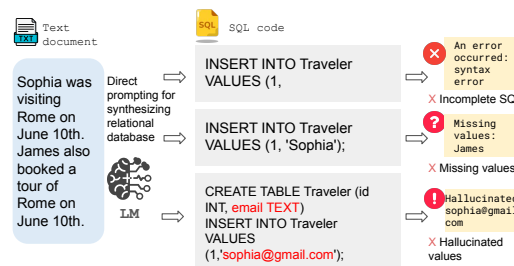 Text
document
TXT
SQL
SQL code
Sophia was
visiting
Rome on
June 10th.
James also
booked a
tour of
Rome on
June 10th.
Direct
prompting for
synthesizing
relational
database
LM
INSERT INTO Traveler
VALUES (1,
An error
occurred:
syntax
error
X Incomplete SQ
INSERT INTO Traveler
VALUES (1, 'Sophia');
?
Missing
values:
James
X Missing values
CREATE TABLE Traveler (id
INT, email TEXT)
INSERT INTO Traveler
VALUES
(1,'sophia@gmail.com');
!
Hallucinated
sophia@gmail
com
X Hallucinated
values